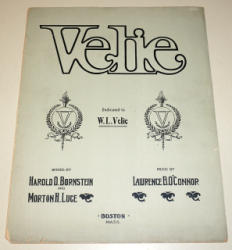 Velie
Dedicated to
W. L. Velie
WORDS BY
HAROLD D. BORNSTEIN
AND
MORTON H. LUCE
MUSIC BY
LAURENCE B. O'CONNOR
BOSTON
MASS.